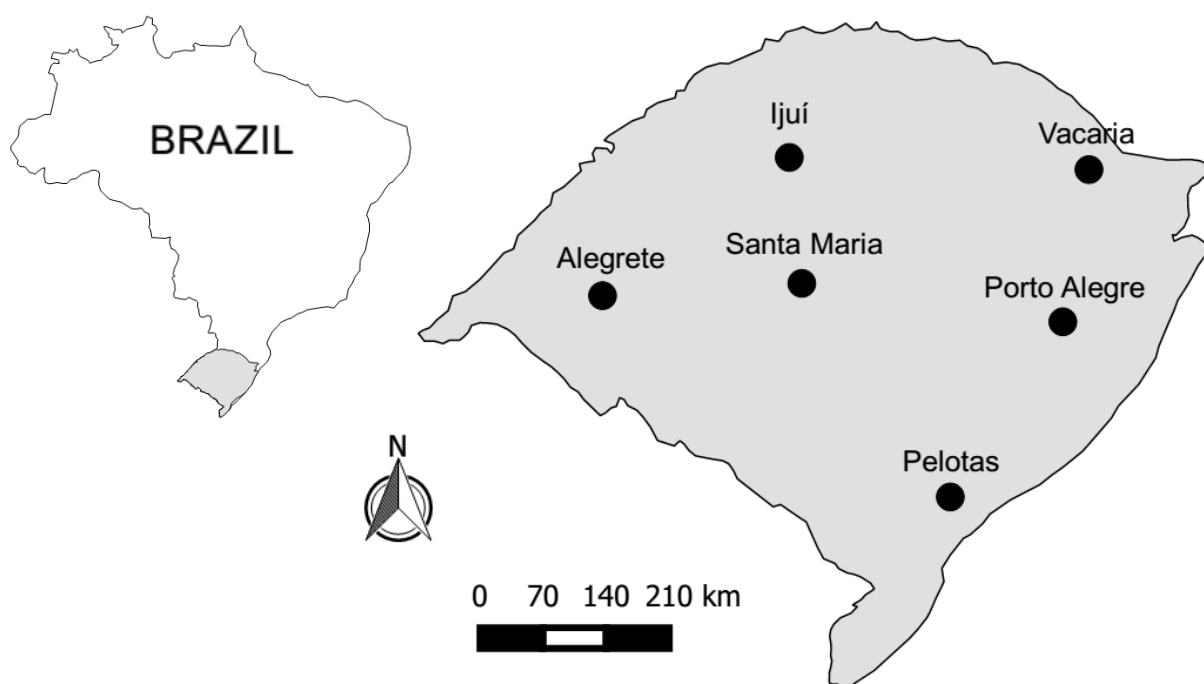 BRAZIL
Ijuí
Vacaria
Santa Maria
Alegrete
Porto Alegre
Pelotas
N
0 70 140 210 km